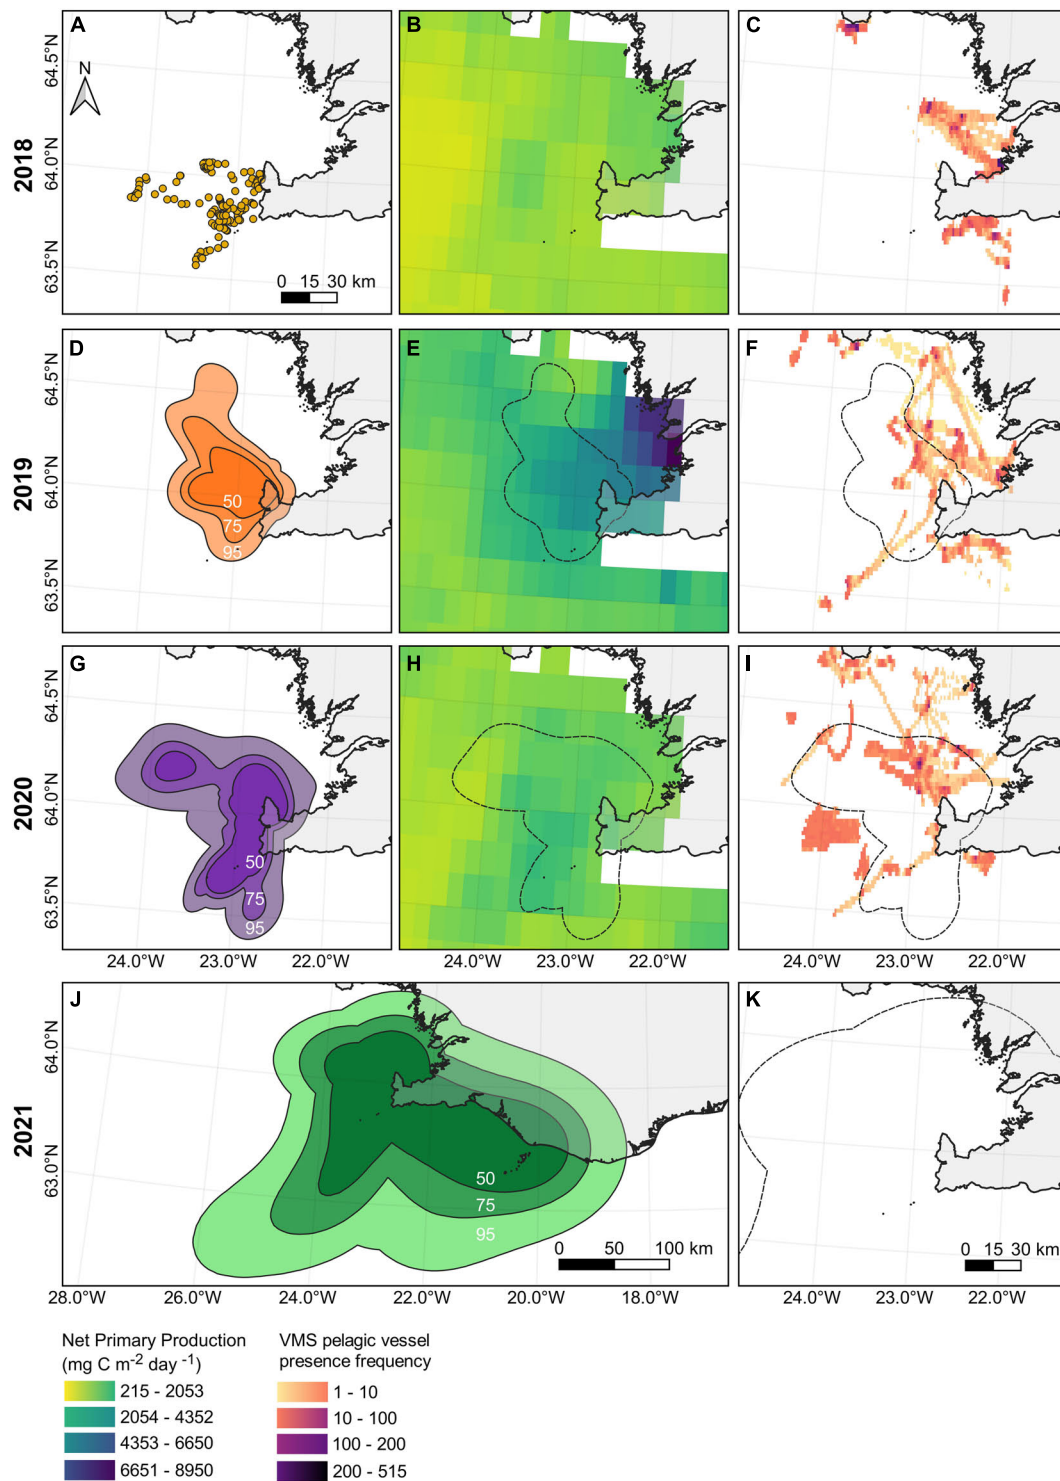 A
B
C
N
64.5°N
64.0°N
63.5°N
2018
0 15 30 km
D
E
F
64.5°N
64.0°N
63.5°N
2019
50
75
95
G
H
I
64.5°N
64.0°N
63.5°N
2020
50
75
95
24.0°W 23.0°W 22.0°W
24.0°W 23.0°W 22.0°W
24.0°W 23.0°W 22.0°W
J
K
64.0°N
63.0°N
2021
50
75
95
0 50 100 km
0 15 30 km
28.0°W 26.0°W 24.0°W 22.0°W 20.0°W 18.0°W
24.0°W 23.0°W 22.0°W
Net Primary Production
(mg C m⁻² day ⁻¹)
215 - 2053
2054 - 4352
4353 - 6650
6651 - 8950
VMS pelagic vessel
presence frequency
1 - 10
10 - 100
100 - 200
200 - 515